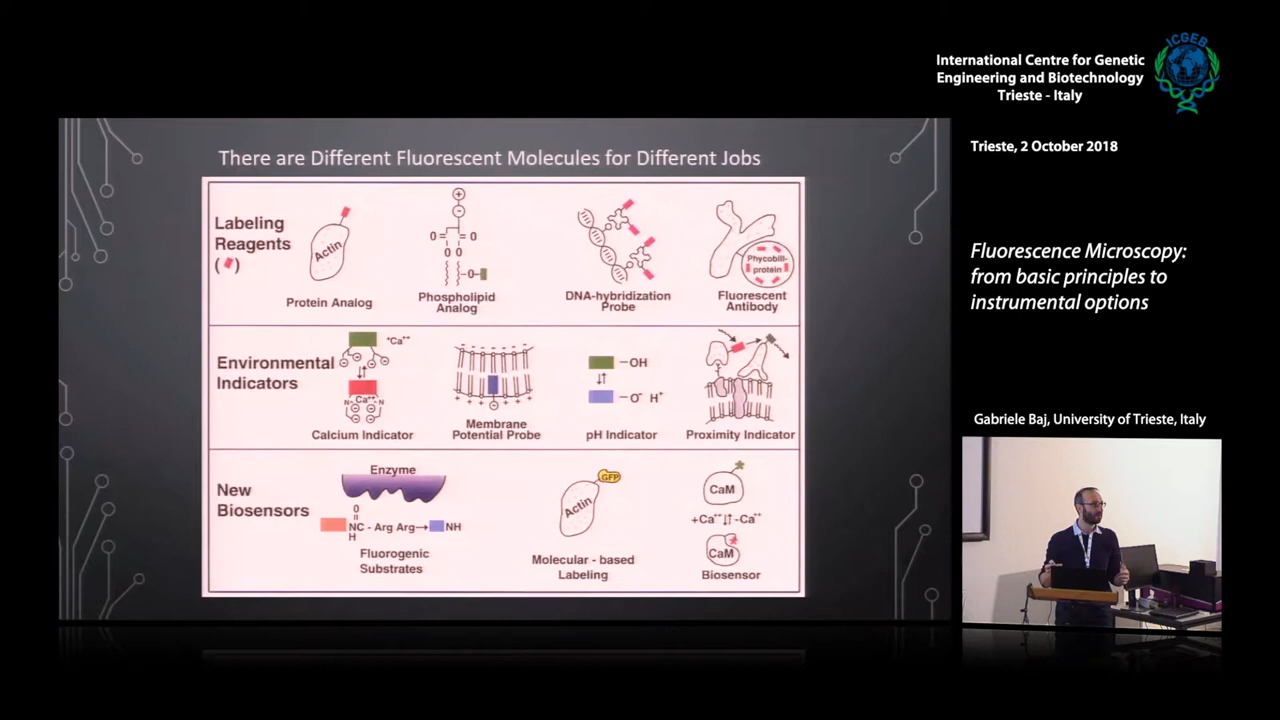 ICGEB
International Centre for Genetic
Engineering and Biotechnology
Trieste - Italy
Trieste, 2 October 2018
Fluorescence Microscopy:
from basic principles to
instrumental options
Gabriele Baj, University of Trieste, Italy
There are Different Fluorescent Molecules for Different Jobs
Labeling
Reagents
( )
Actin
Protein Analog
+
−
O = = O
O O
-O-
Phospholipid
Analog
DNA-hybridization
Probe
Phycobili-
protein
Fluorescent
Antibody
Environmental
Indicators
+Ca++
Ca++
N N
Calcium Indicator
Membrane
Potential Probe
—OH
—O⁻ H⁺
pH Indicator
Proximity Indicator
New
Biosensors
Enzyme
O
NC - Arg Arg→ NH
H
Fluorogenic
Substrates
Actin
GFP
Molecular - based
Labeling
CaM
+Ca++ -Ca++
CaM
Biosensor